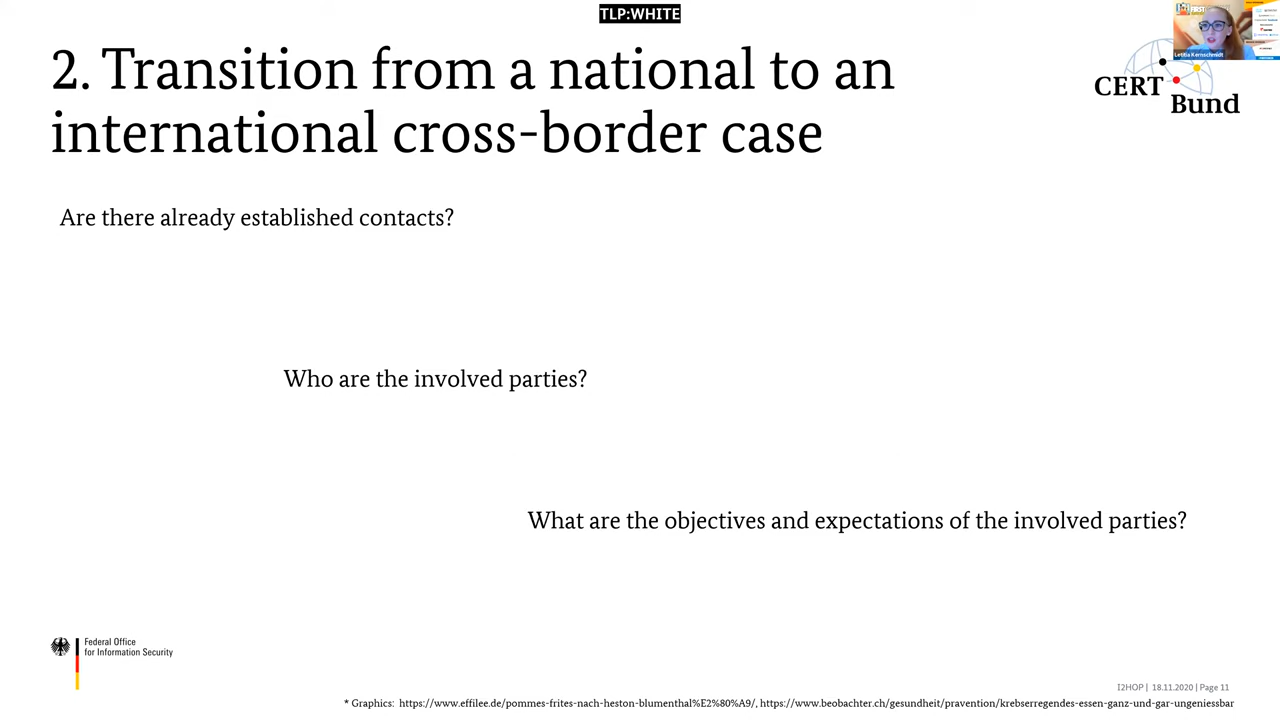 TLP:WHITE
2. Transition from a national to an
international cross-border case
FIRST
Letitia Kernschmidt
CERT
Bund
Are there already established contacts?
Who are the involved parties?
What are the objectives and expectations of the involved parties?
Federal Office
for Information Security
I2HOP | 18.11.2020 | Page 11
* Graphics: https://www.effilee.de/pommes-frites-nach-heston-blumenthal%E2%80%A9/, https://www.beobachter.ch/gesundheit/pravention/krebserregendes-essen-ganz-und-gar-ungeniessbar